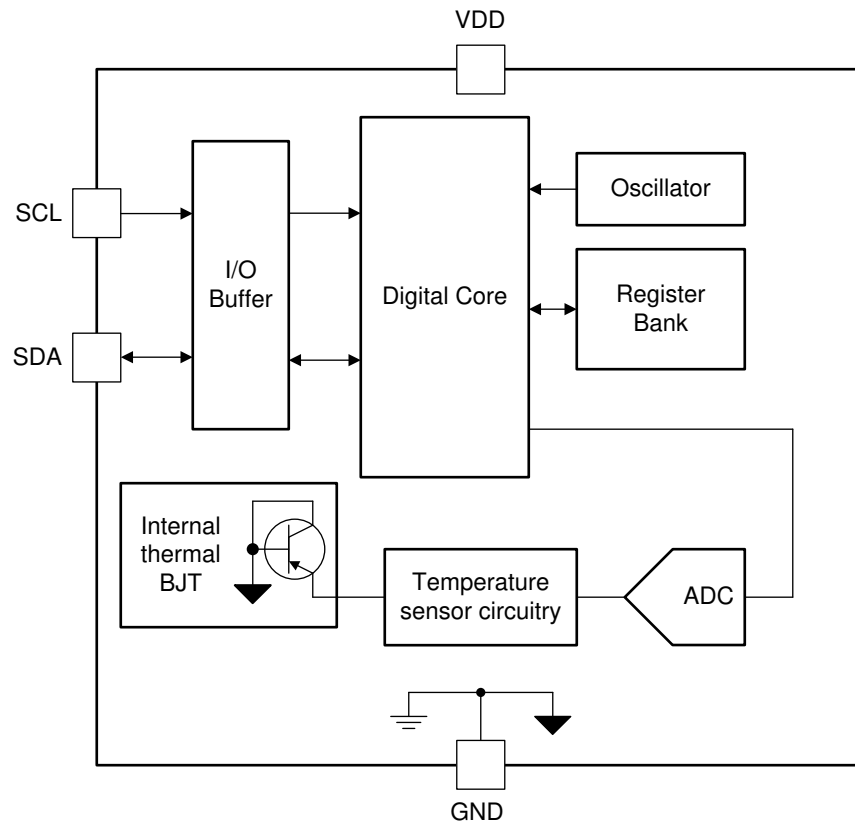 VDD
SCL
I/O
Buffer
Digital Core
Oscillator
Register
Bank
SDA
Internal
thermal
BJT
Temperature
sensor circuitry
ADC
GND